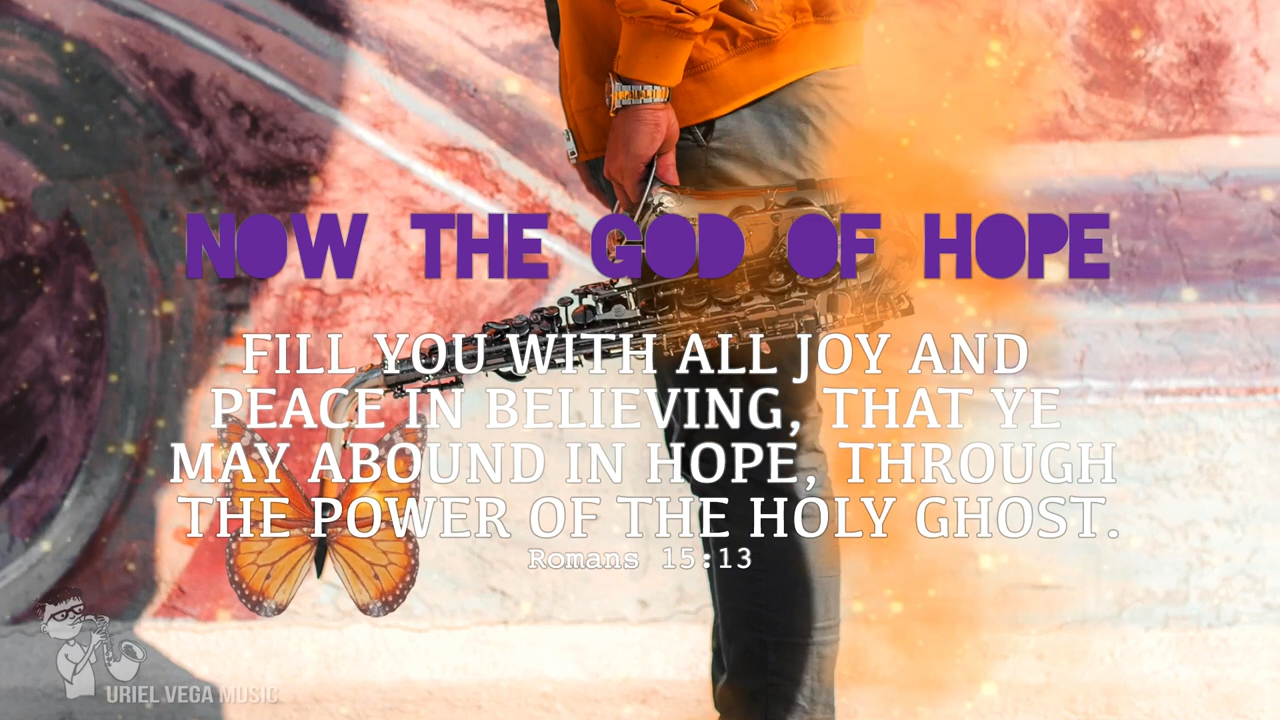 NOW THE GOD OF HOPE
FILL YOU WITH ALL JOY AND
PEACE IN BELIEVING, THAT YE
MAY ABOUND IN HOPE, THROUGH
THE POWER OF THE HOLY GHOST.
Romans 15:13
URIEL VEGA MUSIC